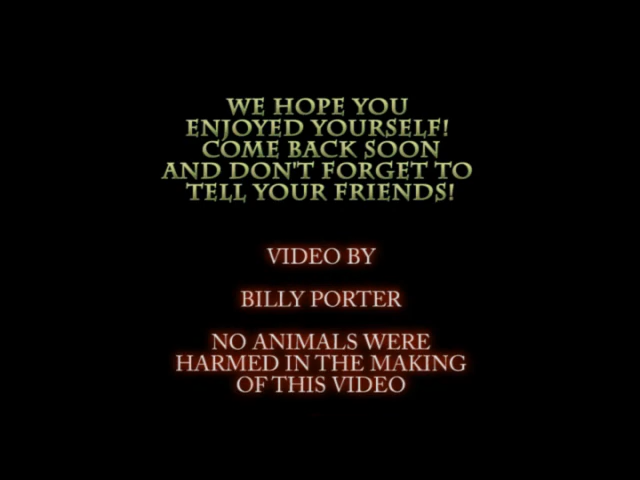 WE HOPE YOU
ENJOYED YOURSELF!
COME BACK SOON
AND DON'T FORGET TO
TELL YOUR FRIENDS!
VIDEO BY
BILLY PORTER
NO ANIMALS WERE
HARMED IN THE MAKING
OF THIS VIDEO